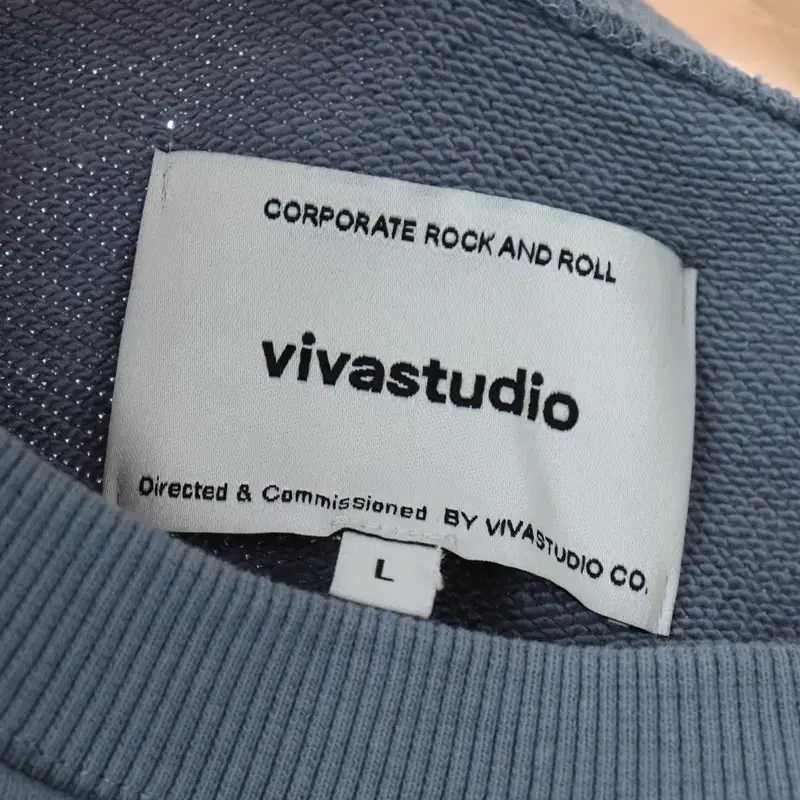 CORPORATE ROCK AND ROLL
vivastudio
Directed & Commissioned BY VIVASTUDIO CO.
L